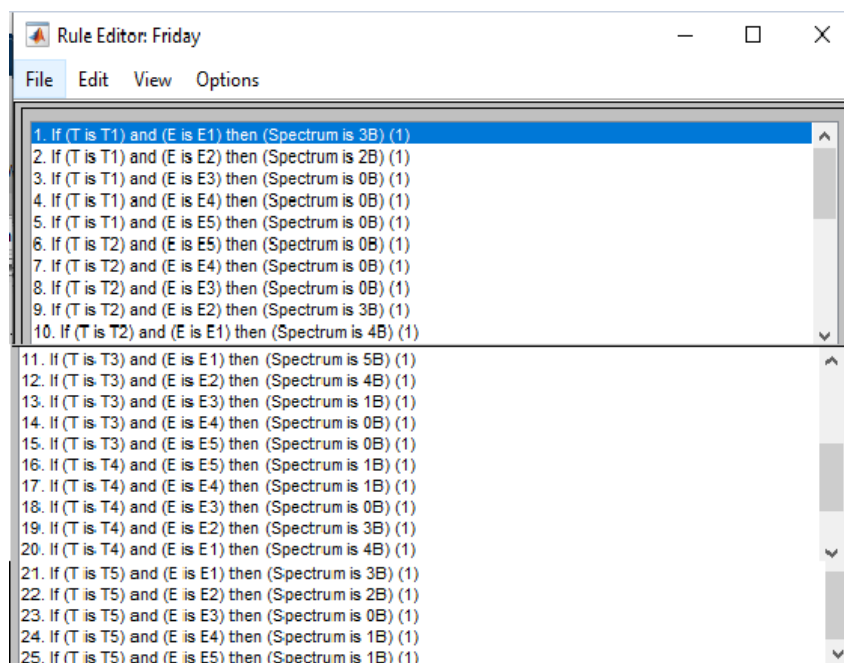 Rule Editor: Friday
File Edit View Options
1. If (T is T1) and (E is E1) then (Spectrum is 3B) (1)
2. If (T is T1) and (E is E2) then (Spectrum is 2B) (1)
3. If (T is T1) and (E is E3) then (Spectrum is 0B) (1)
4. If (T is T1) and (E is E4) then (Spectrum is 0B) (1)
5. If (T is T1) and (E is E5) then (Spectrum is 0B) (1)
6. If (T is T2) and (E is E5) then (Spectrum is 0B) (1)
7. If (T is T2) and (E is E4) then (Spectrum is 0B) (1)
8. If (T is T2) and (E is E3) then (Spectrum is 0B) (1)
9. If (T is T2) and (E is E2) then (Spectrum is 3B) (1)
10. If (T is T2) and (E is E1) then (Spectrum is 4B) (1)
11. If (T is T3) and (E is E1) then (Spectrum is 5B) (1)
12. If (T is T3) and (E is E2) then (Spectrum is 4B) (1)
13. If (T is T3) and (E is E3) then (Spectrum is 1B) (1)
14. If (T is T3) and (E is E4) then (Spectrum is 0B) (1)
15. If (T is T3) and (E is E5) then (Spectrum is 0B) (1)
16. If (T is T4) and (E is E5) then (Spectrum is 1B) (1)
17. If (T is T4) and (E is E4) then (Spectrum is 1B) (1)
18. If (T is T4) and (E is E3) then (Spectrum is 0B) (1)
19. If (T is T4) and (E is E2) then (Spectrum is 3B) (1)
20. If (T is T4) and (E is E1) then (Spectrum is 4B) (1)
21. If (T is T5) and (E is E1) then (Spectrum is 3B) (1)
22. If (T is T5) and (E is E2) then (Spectrum is 2B) (1)
23. If (T is T5) and (E is E3) then (Spectrum is 0B) (1)
24. If (T is T5) and (E is E4) then (Spectrum is 1B) (1)
25. If (T is T5) and (E is E5) then (Spectrum is 1B) (1)